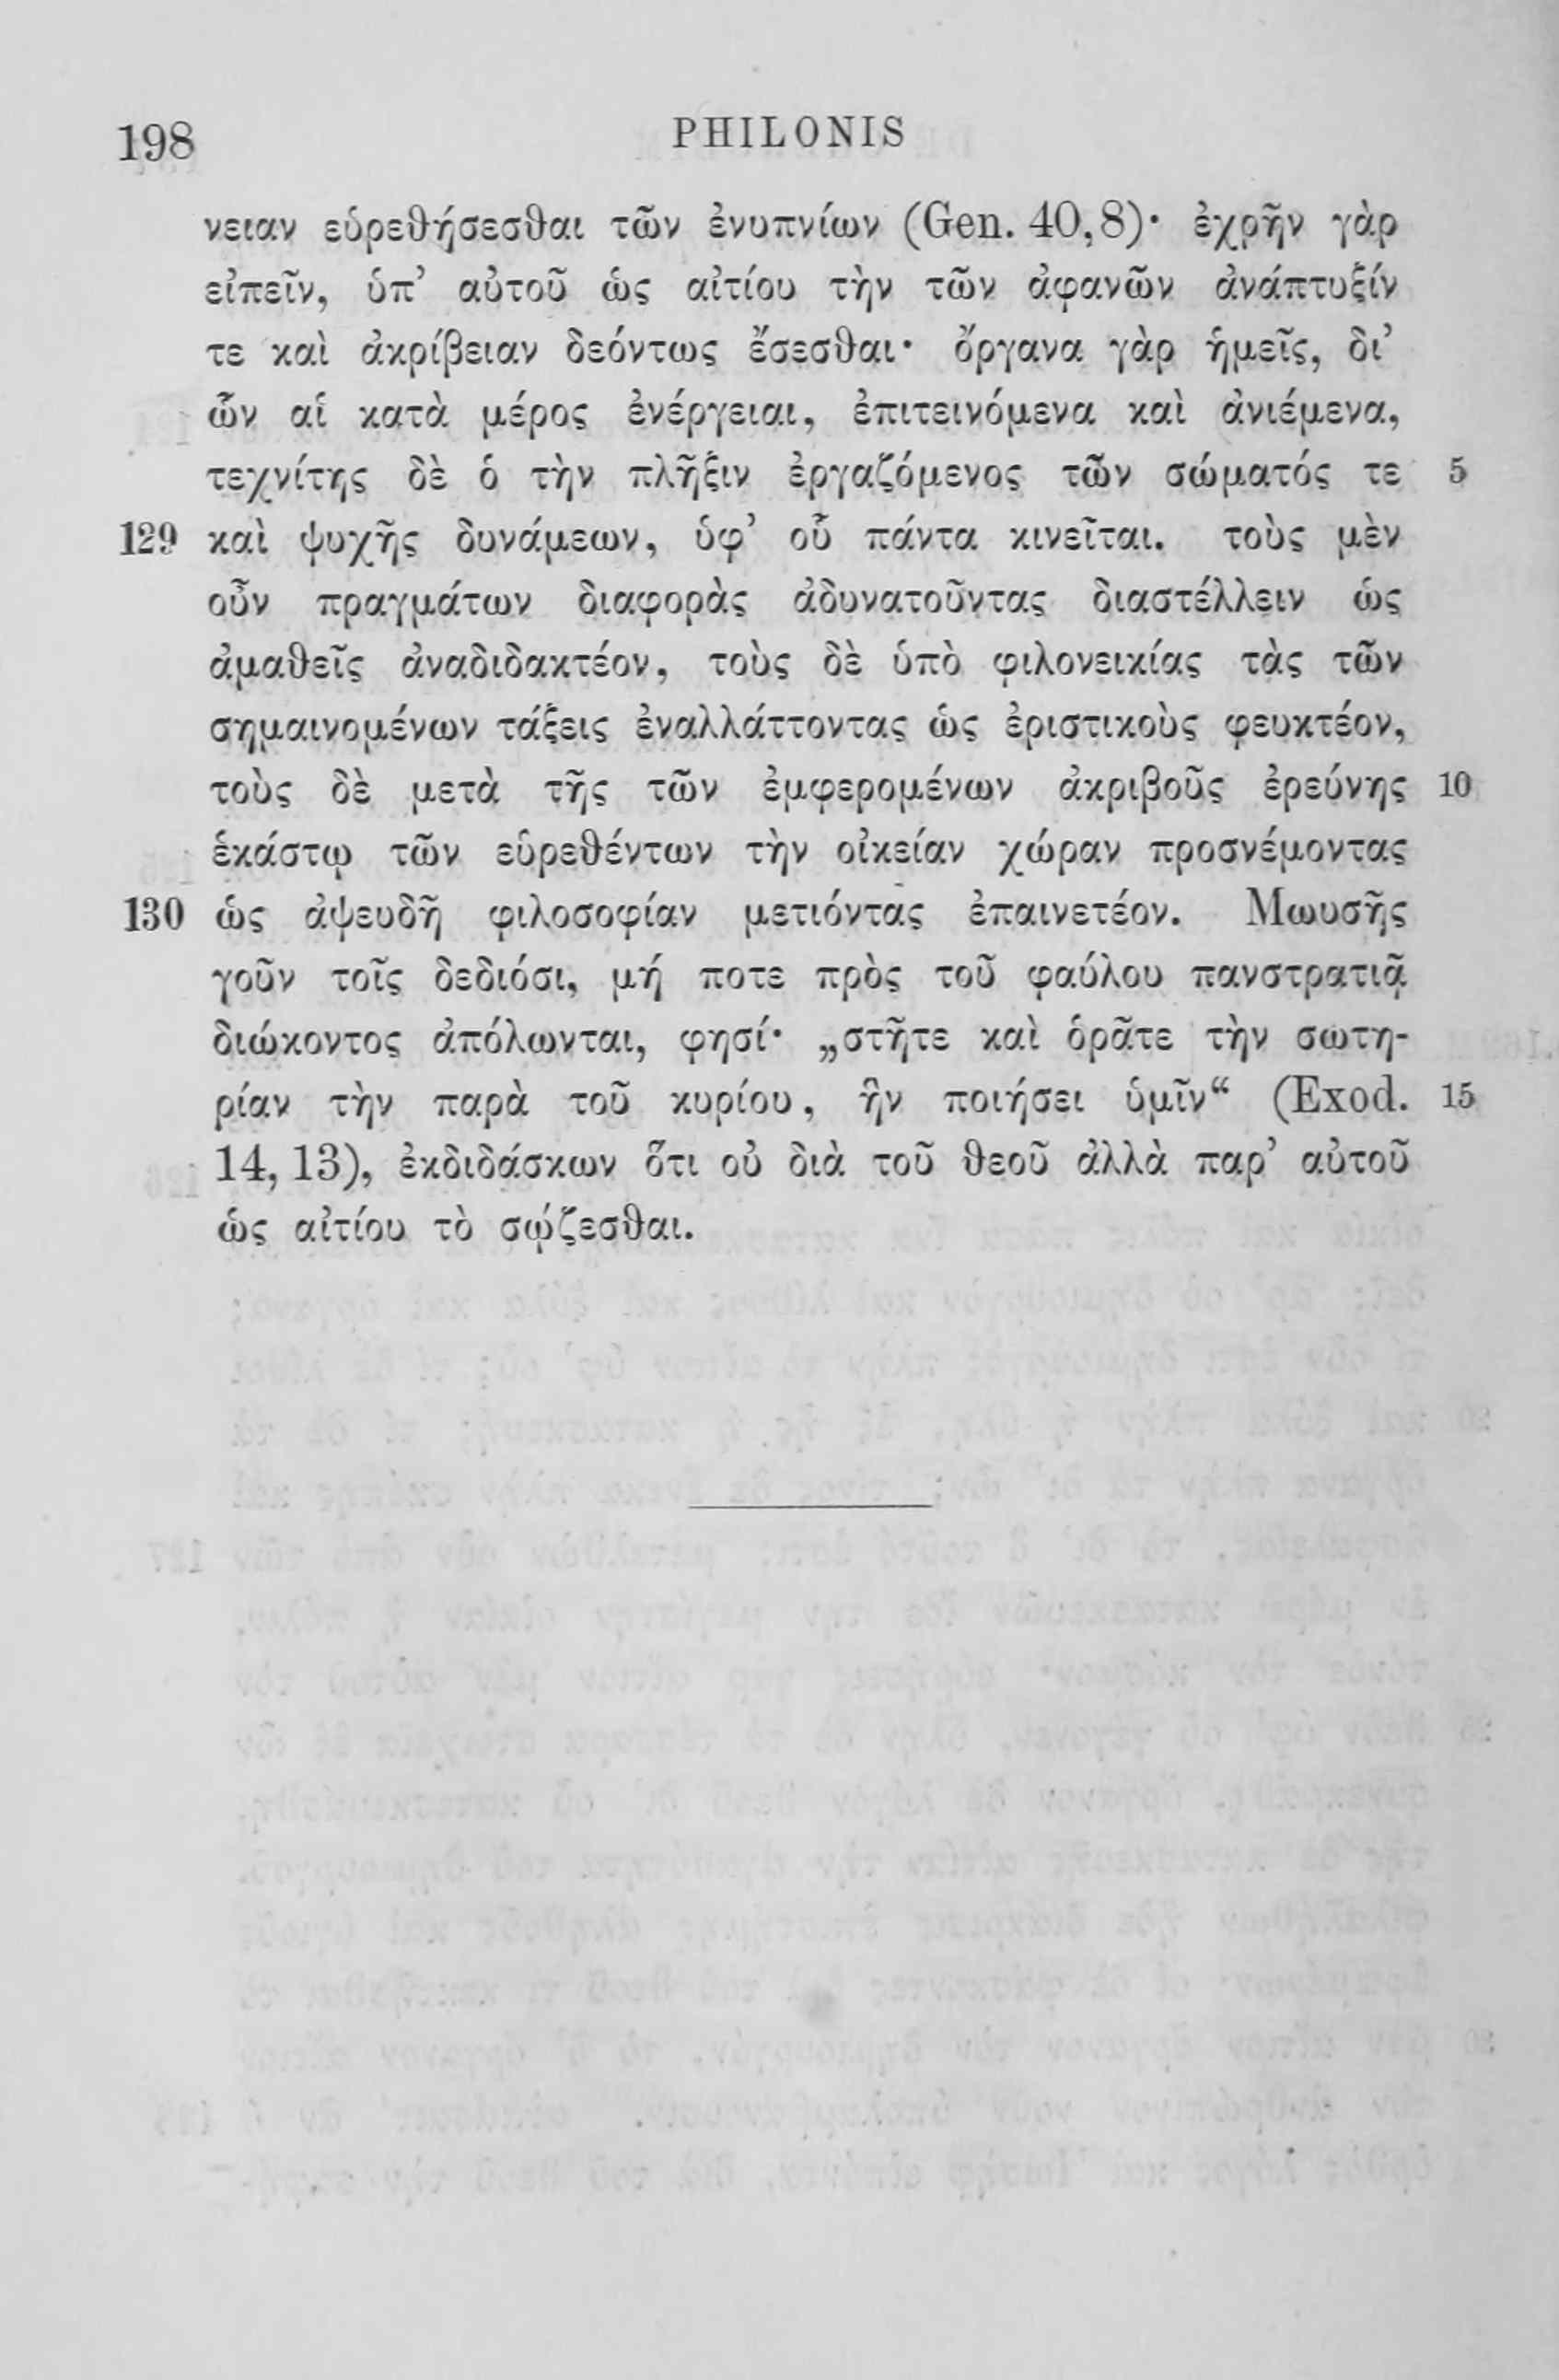 198 PHILONIS
νειαν εὑρεθήσεσθαι τῶν ἐνυπνίων (Gen. 40,8)· ἐχρῆν γὰρ
εἰπεῖν, ὑπ’ αὐτοῦ ὡς αἰτίου τὴν τῶν ἀφανῶν ἀνάπτυξίν
τε καὶ ἀκρίβειαν δεόντως ἔσεσθαι· ὄργανα γὰρ ἡμεῖς, δι’
ὧν αἱ κατὰ μέρος ἐνέργειαι, ἐπιτεινόμενα καὶ ἀνιέμενα,
τεχνίτης δὲ ὁ τὴν πλῆξιν ἐργαζόμενος τῶν σώματός τε 5
129 καὶ ψυχῆς δυνάμεων, ὑφ’ οὗ πάντα κινεῖται. τοὺς μὲν
οὖν πραγμάτων διαφορὰς ἀδυνατοῦντας διαστέλλειν ὡς
ἀμαθεῖς ἀναδιδακτέον, τοὺς δὲ ὑπὸ φιλονεικίας τὰς τῶν
σημαινομένων τάξεις ἐναλλάττοντας ὡς ἐριστικοὺς φευκτέον,
τοὺς δὲ μετὰ τῆς τῶν ἐμφερομένων ἀκριβοῦς ἐρεύνης 10
ἑκάστῳ τῶν εὑρεθέντων τὴν οἰκείαν χώραν προσνέμοντας
130 ὡς ἀψευδῆ φιλοσοφίαν μετιόντας ἐπαινετέον. Μωυσῆς
γοῦν τοῖς δεδιόσι, μή ποτε πρὸς τοῦ φαύλου πανστρατιᾷ
διώκοντος ἀπόλωνται, φησί· „στῆτε καὶ ὁρᾶτε τὴν σωτη-
ρίαν τὴν παρὰ τοῦ κυρίου, ἣν ποιήσει ὑμῖν“ (Exod. 15
14, 13), ἐκδιδάσκων ὅτι οὐ διὰ τοῦ θεοῦ ἀλλὰ παρ’ αὐτοῦ
ὡς αἰτίου τὸ σῴζεσθαι.